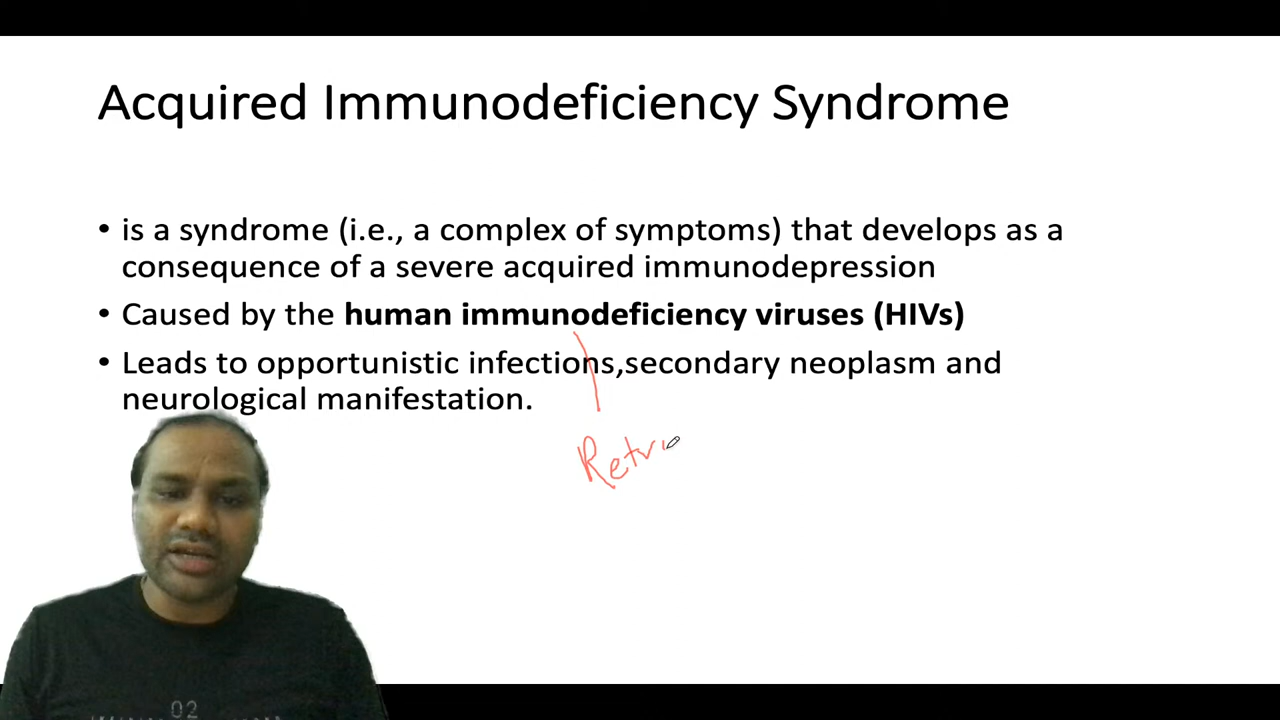 Acquired Immunodeficiency Syndrome
• is a syndrome (i.e., a complex of symptoms) that develops as a
consequence of a severe acquired immunodepression
• Caused by the human immunodeficiency viruses (HIVs)
• Leads to opportunistic infections,secondary neoplasm and
neurological manifestation.
Retr
02